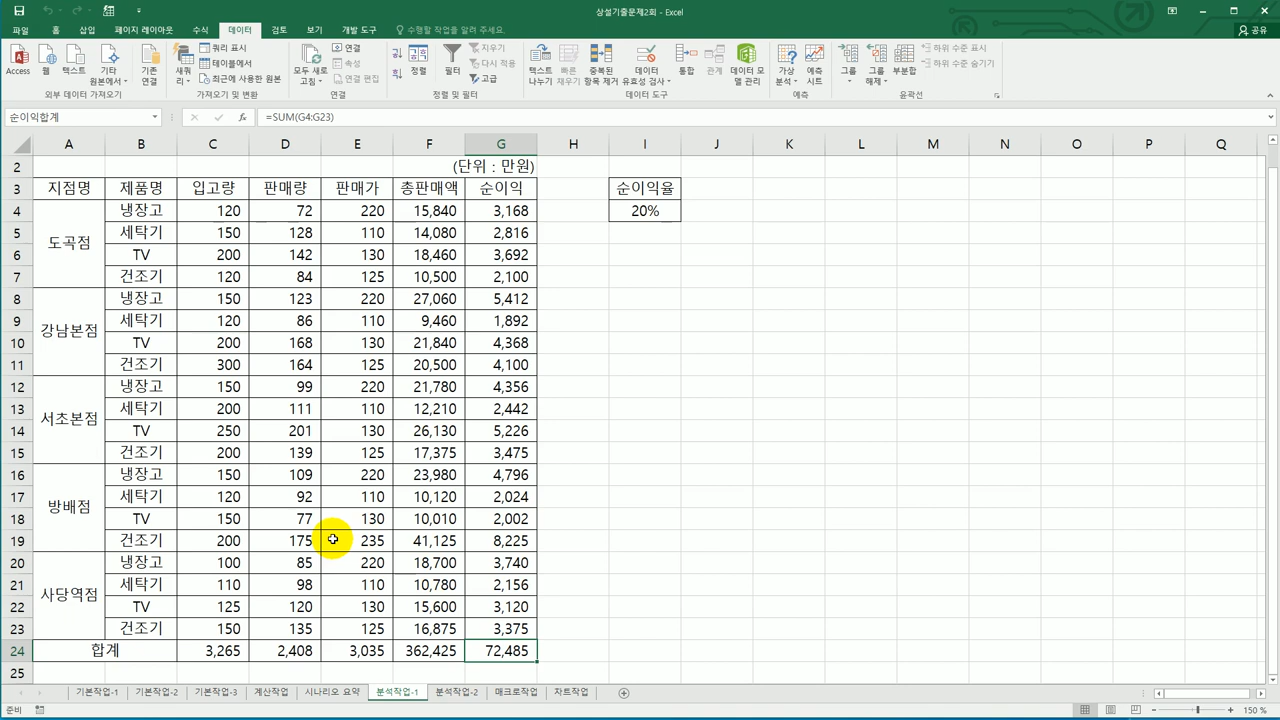 상설기출문제2회 - Excel
파일 홈 삽입 페이지 레이아웃 수식 데이터 검토 보기 개발 도구 수행할 작업을 알려 주세요. 공유
Access 웹 텍스트 기타 원본에서 기존 연결 새 쿼리 쿼리 표시 테이블에서 최근에 사용한 원본 모두 새로 고침 연결 속성 연결 편집 정렬 필터 지우기 다시 적용 고급 텍스트 나누기 빠른 채우기 중복된 항목 제거 데이터 유효성 검사 통합 관계 데이터 모델 관리 가상 분석 예측 시트 그룹 그룹 해제 부분합 하위 수준 표시 하위 수준 숨기기
외부 데이터 가져오기 가져오기 및 변환 연결 정렬 및 필터 데이터 도구 예측 윤곽선
순이익합계 fx =SUM(G4:G23)
A B C D E F G H I J K L M N O P Q
2 (단위 : 만원)
3 지점명 제품명 입고량 판매량 판매가 총판매액 순이익 순이익율
4 냉장고 120 72 220 15,840 3,168 20%
5 도곡점 세탁기 150 128 110 14,080 2,816
6 TV 200 142 130 18,460 3,692
7 건조기 120 84 125 10,500 2,100
8 냉장고 150 123 220 27,060 5,412
9 강남본점 세탁기 120 86 110 9,460 1,892
10 TV 200 168 130 21,840 4,368
11 건조기 300 164 125 20,500 4,100
12 냉장고 150 99 220 21,780 4,356
13 서초본점 세탁기 200 111 110 12,210 2,442
14 TV 250 201 130 26,130 5,226
15 건조기 200 139 125 17,375 3,475
16 냉장고 150 109 220 23,980 4,796
17 방배점 세탁기 120 92 110 10,120 2,024
18 TV 150 77 130 10,010 2,002
19 건조기 200 175 235 41,125 8,225
20 냉장고 100 85 220 18,700 3,740
21 사당역점 세탁기 110 98 110 10,780 2,156
22 TV 125 120 130 15,600 3,120
23 건조기 150 135 125 16,875 3,375
24 합계 3,265 2,408 3,035 362,425 72,485
25
기본작업-1 기본작업-2 기본작업-3 계산작업 시나리오 요약 분석작업-1 분석작업-2 매크로작업 차트작업
준비 150 %